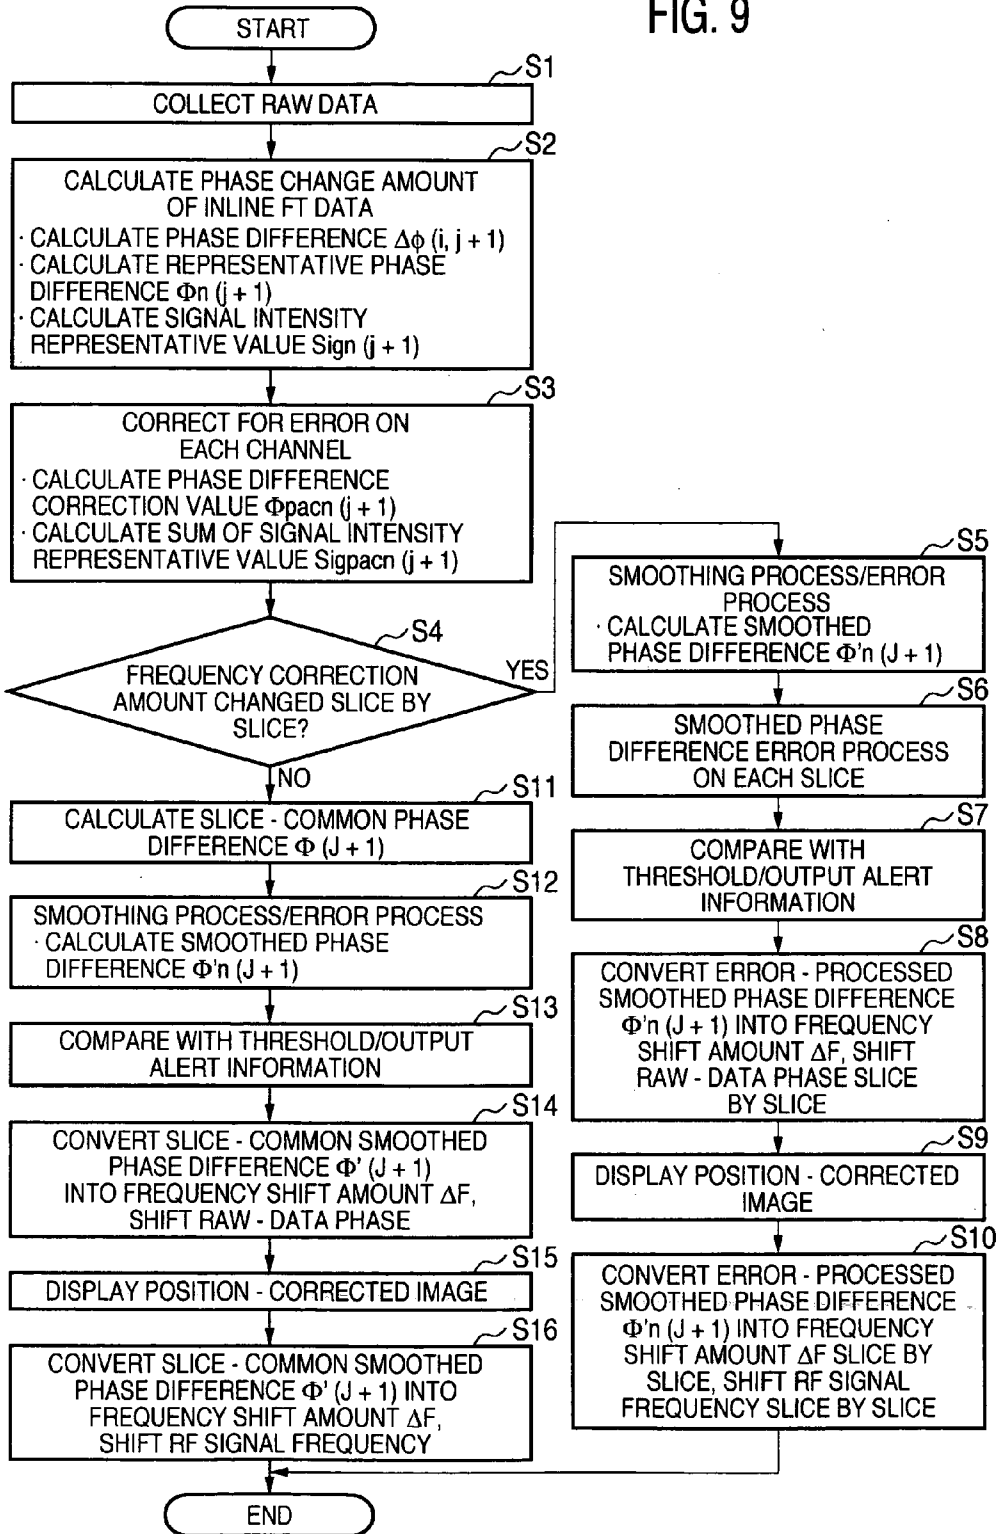 FIG. 9
START
S1
COLLECT RAW DATA
S2
CALCULATE PHASE CHANGE AMOUNT
OF INLINE FT DATA
· CALCULATE PHASE DIFFERENCE Δϕ (i, j + 1)
· CALCULATE REPRESENTATIVE PHASE
DIFFERENCE Φn (j + 1)
· CALCULATE SIGNAL INTENSITY
REPRESENTATIVE VALUE Sign (j + 1)
S3
CORRECT FOR ERROR ON
EACH CHANNEL
· CALCULATE PHASE DIFFERENCE
CORRECTION VALUE Φpacn (j + 1)
· CALCULATE SUM OF SIGNAL INTENSITY
REPRESENTATIVE VALUE Sigpacn (j + 1)
S4
FREQUENCY CORRECTION
AMOUNT CHANGED SLICE BY
SLICE?
YES
NO
S11
CALCULATE SLICE - COMMON PHASE
DIFFERENCE Φ (J + 1)
S12
SMOOTHING PROCESS/ERROR PROCESS
· CALCULATE SMOOTHED PHASE
DIFFERENCE Φ'n (J + 1)
S13
COMPARE WITH THRESHOLD/OUTPUT
ALERT INFORMATION
S14
CONVERT SLICE - COMMON SMOOTHED
PHASE DIFFERENCE Φ' (J + 1)
INTO FREQUENCY SHIFT AMOUNT ΔF,
SHIFT RAW - DATA PHASE
S15
DISPLAY POSITION - CORRECTED IMAGE
S16
CONVERT SLICE - COMMON SMOOTHED
PHASE DIFFERENCE Φ' (J + 1) INTO
FREQUENCY SHIFT AMOUNT ΔF,
SHIFT RF SIGNAL FREQUENCY
S5
SMOOTHING PROCESS/ERROR
PROCESS
· CALCULATE SMOOTHED
PHASE DIFFERENCE Φ'n (J + 1)
S6
SMOOTHED PHASE
DIFFERENCE ERROR PROCESS
ON EACH SLICE
S7
COMPARE WITH
THRESHOLD/OUTPUT ALERT
INFORMATION
S8
CONVERT ERROR - PROCESSED
SMOOTHED PHASE DIFFERENCE
Φ'n (J + 1) INTO FREQUENCY
SHIFT AMOUNT ΔF, SHIFT
RAW - DATA PHASE SLICE
BY SLICE
S9
DISPLAY POSITION - CORRECTED
IMAGE
S10
CONVERT ERROR - PROCESSED
SMOOTHED PHASE DIFFERENCE
Φ'n (J + 1) INTO FREQUENCY
SHIFT AMOUNT ΔF SLICE BY
SLICE, SHIFT RF SIGNAL
FREQUENCY SLICE BY SLICE
END